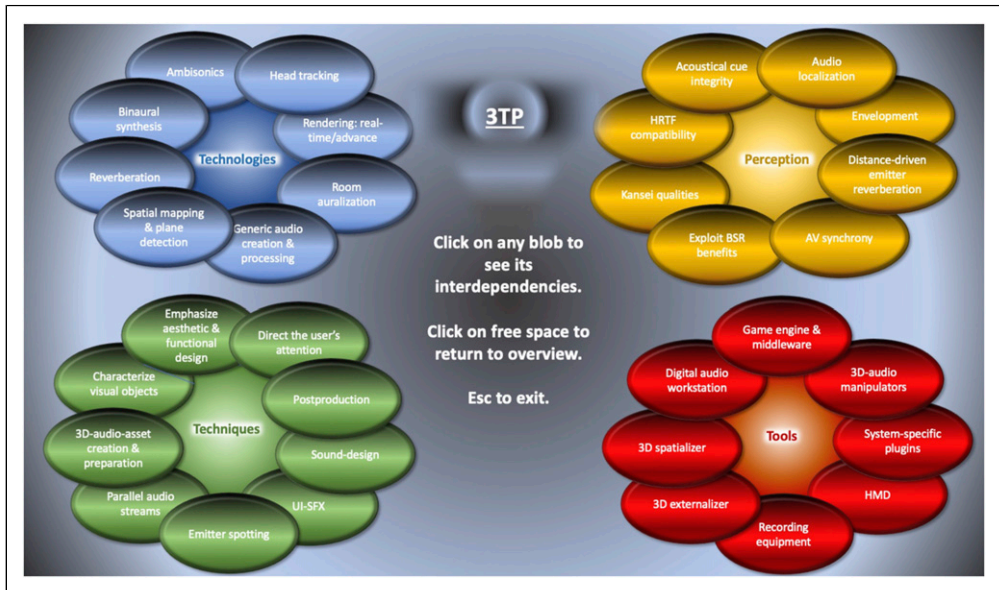 Ambisonics
Head tracking
Binaural
synthesis
Rendering: real-
time/advance
Technologies
Reverberation
Room
auralization
Spatial mapping
& plane
detection
Generic audio
creation &
processing
3TP
Click on any blob to
see its
interdependencies.
Click on free space to
return to overview.
Esc to exit.
Acoustical cue
integrity
Audio
localization
HRTF
compatibility
Envelopment
Perception
Distance-driven
emitter
reverberation
Kansei qualities
Exploit BSR
benefits
AV synchrony
Emphasize
aesthetic &
functional
design
Direct the user's
attention
Characterize
visual objects
Postproduction
Techniques
3D-audio-asset
creation &
preparation
Sound-design
Parallel audio
streams
UI-SFX
Emitter spotting
Game engine &
middleware
Digital audio
workstation
3D-audio
manipulators
Tools
3D spatializer
System-specific
plugins
3D externalizer
HMD
Recording
equipment